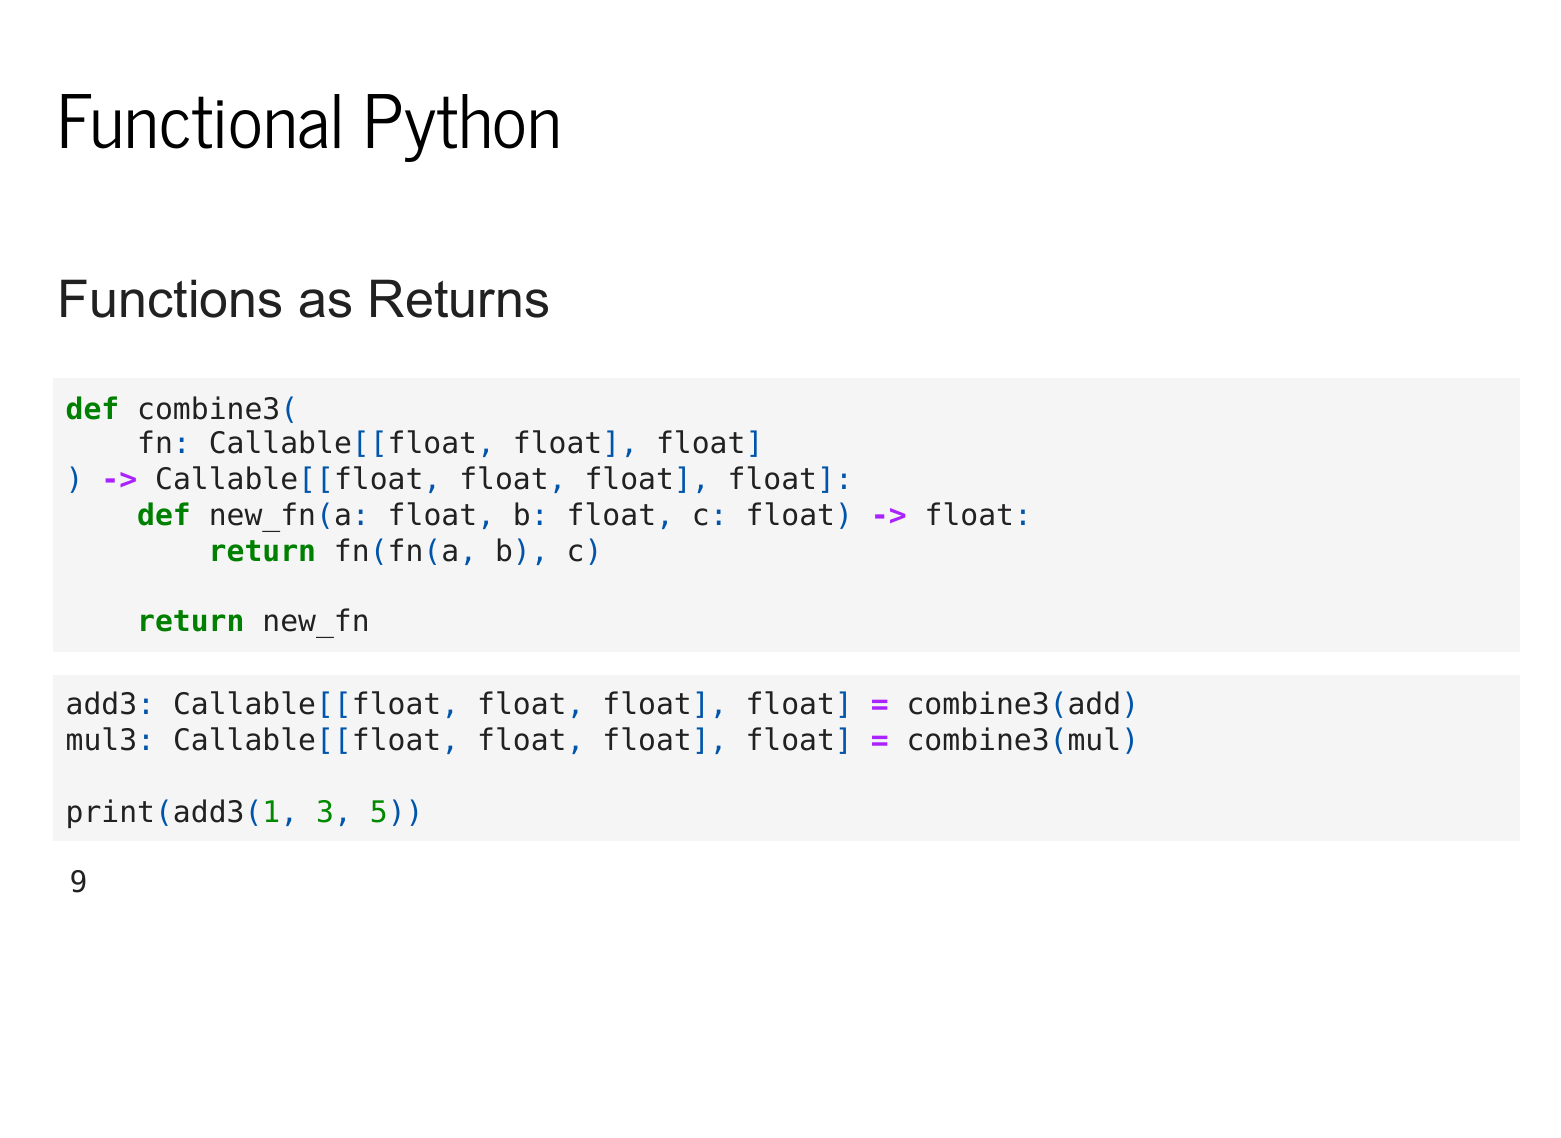 Functional Python
Functions as Returns
def combine3(
    fn: Callable[[float, float], float]
) -> Callable[[float, float, float], float]:
    def new_fn(a: float, b: float, c: float) -> float:
        return fn(fn(a, b), c)

    return new_fn
add3: Callable[[float, float, float], float] = combine3(add)
mul3: Callable[[float, float, float], float] = combine3(mul)

print(add3(1, 3, 5))
9